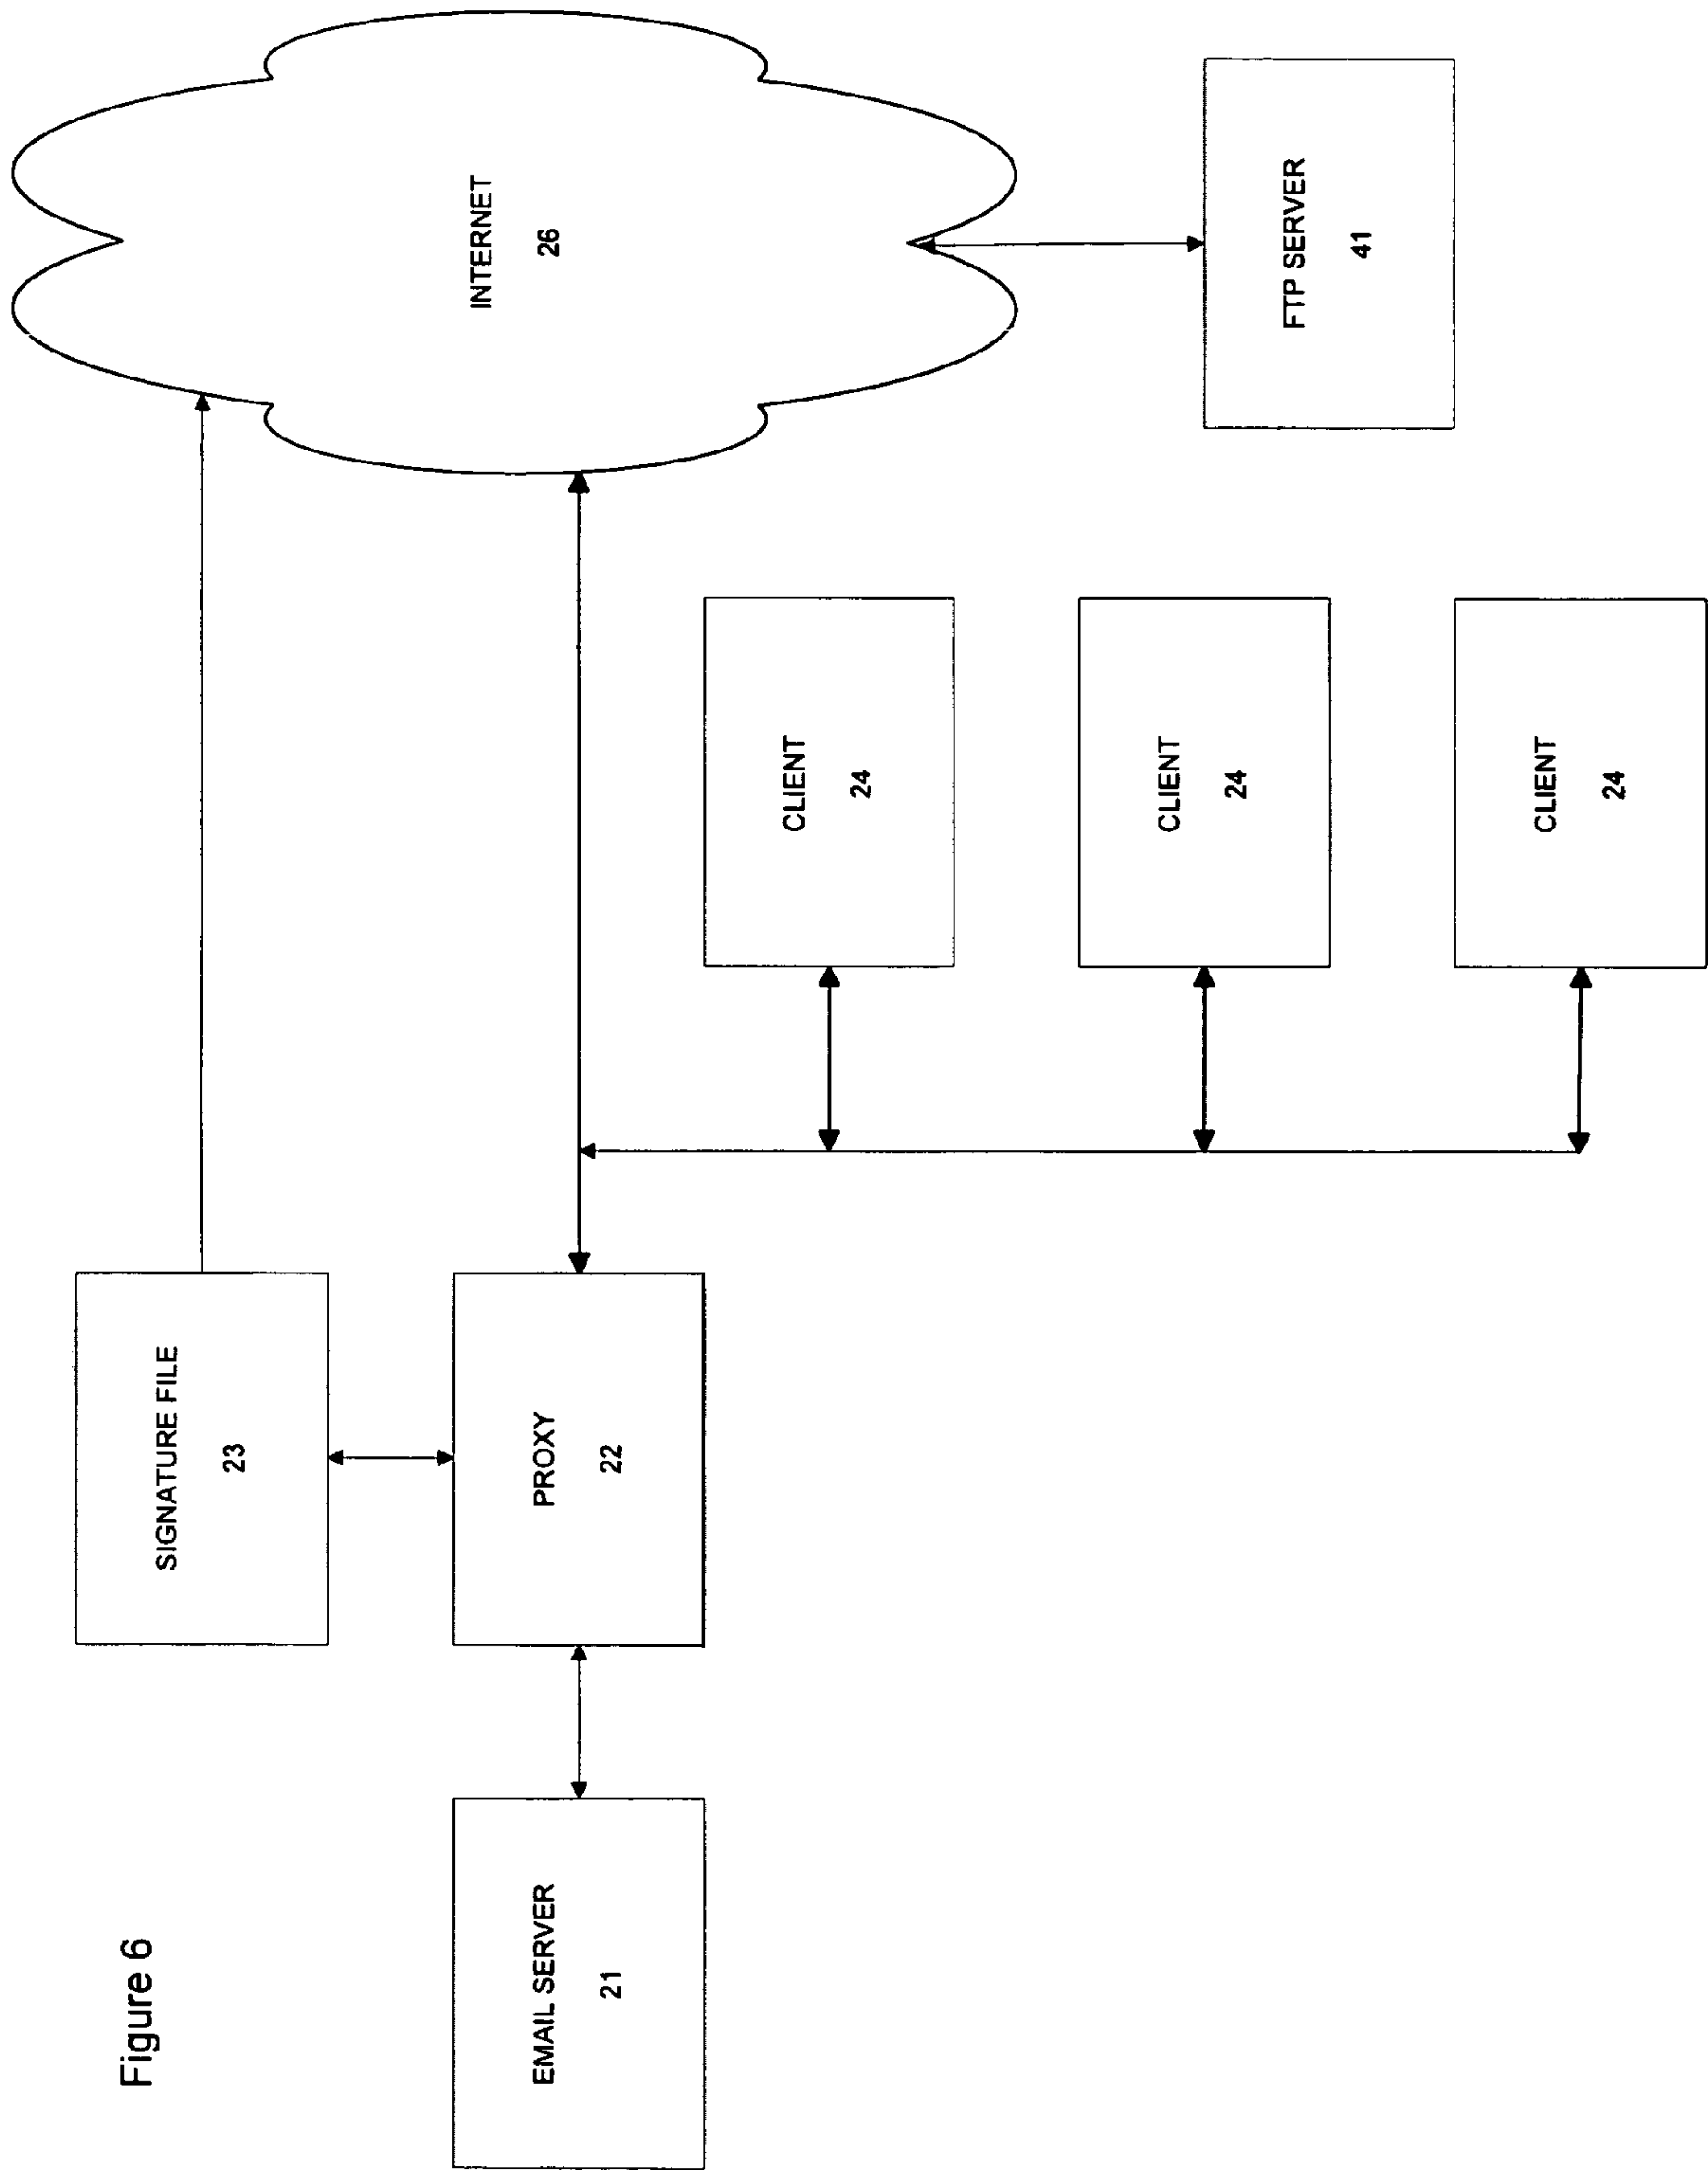 Figure 6
SIGNATURE FILE
23
INTERNET
26
EMAIL SERVER
21
PROXY
22
CLIENT
24
CLIENT
24
FTP SERVER
41
CLIENT
24